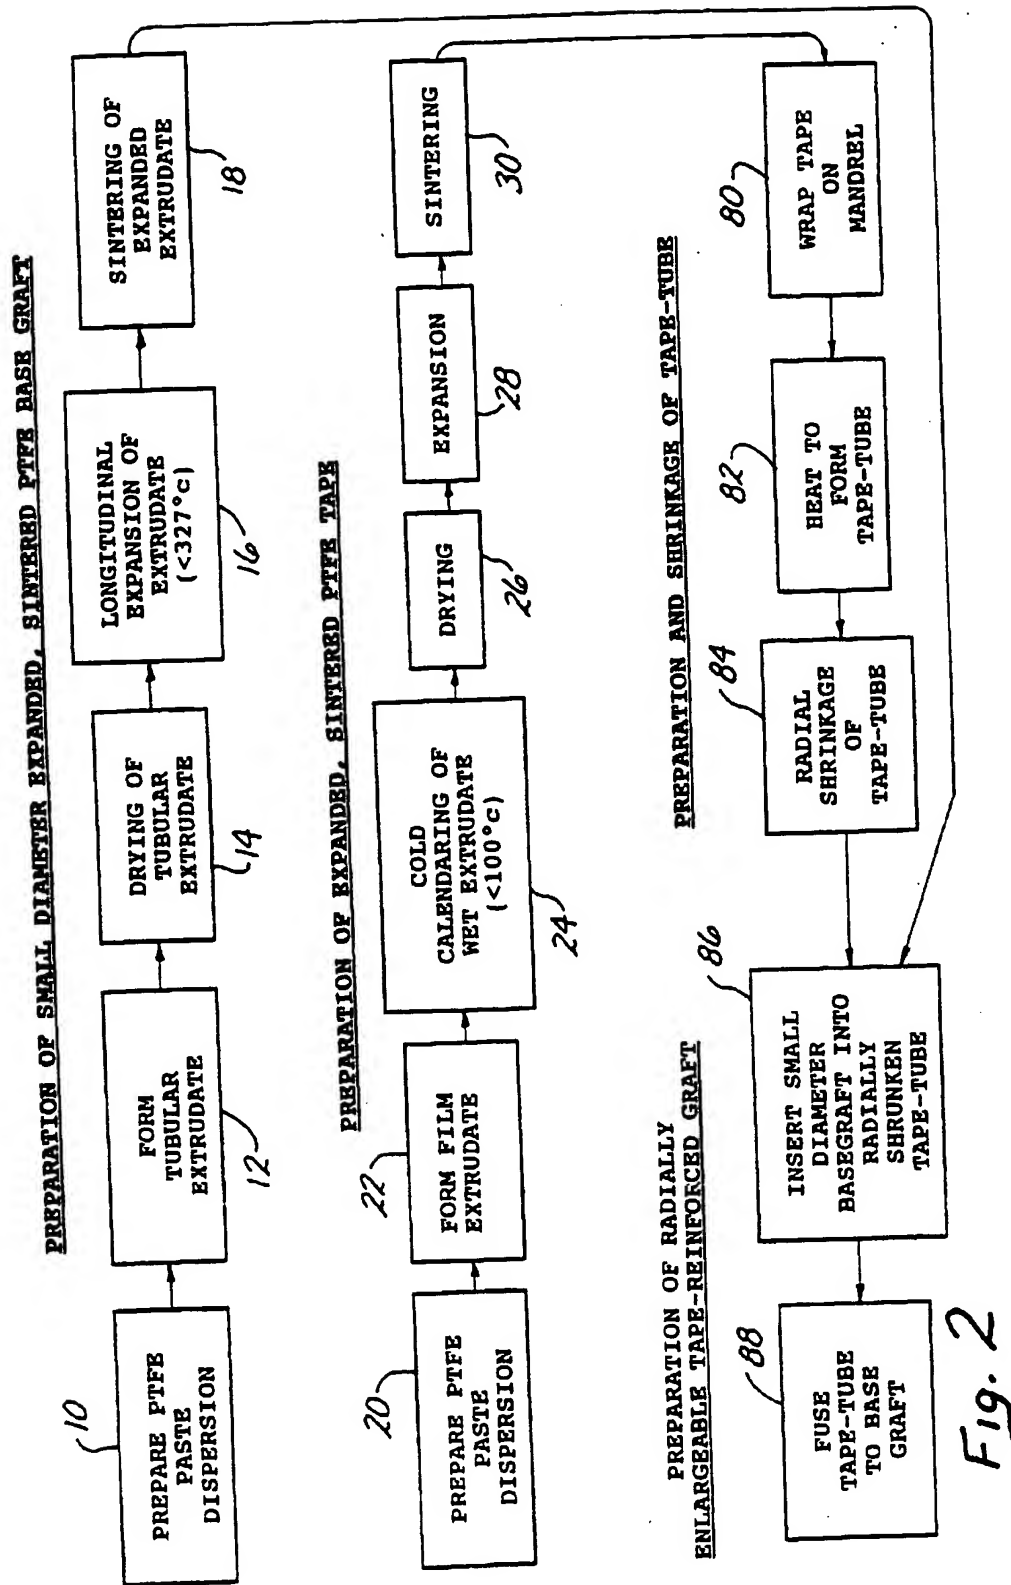 PREPARATION OF SMALL DIAMETER EXPANDED, SINTERED PTFE BASE GRAFT
10
PREPARE PTFE
PASTE
DISPERSION
FORM
TUBULAR
EXTRUDATE
12
DRYING OF
TUBULAR
EXTRUDATE
14
LONGITUDINAL
EXPANSION OF
EXTRUDATE
(<327°c)
16
SINTERING OF
EXPANDED
EXTRUDATE
18
PREPARATION OF EXPANDED, SINTERED PTFE TAPE
20
PREPARE PTFE
PASTE
DISPERSION
22
FORM FILM
EXTRUDATE
COLD
CALENDARING OF
WET EXTRUDATE
(<100°c)
24
DRYING
26
EXPANSION
28
SINTERING
30
PREPARATION AND SHRINKAGE OF TAPE-TUBE
80
WRAP TAPE
ON
MANDREL
82
HEAT TO
FORM
TAPE-TUBE
84
RADIAL
SHRINKAGE
OF
TAPE-TUBE
PREPARATION OF RADIALLY
ENLARGEABLE TAPE-REINFORCED GRAFT
86
INSERT SMALL
DIAMETER
BASEGRAFT INTO
RADIALLY
SHRUNKEN
TAPE-TUBE
88
FUSE
TAPE-TUBE
TO BASE
GRAFT
Fig. 2